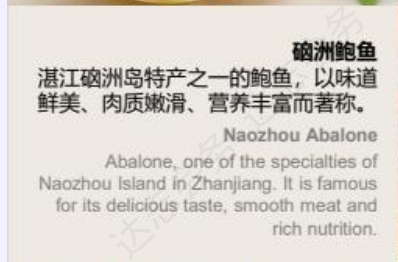 硇洲鲍鱼
湛江硇洲岛特产之一的鲍鱼，以味道
鲜美、肉质嫩滑、营养丰富而著称。
Naozhou Abalone
Abalone, one of the specialties of
Naozhou Island in Zhanjiang. It is famous
for its delicious taste, smooth meat and
rich nutrition.